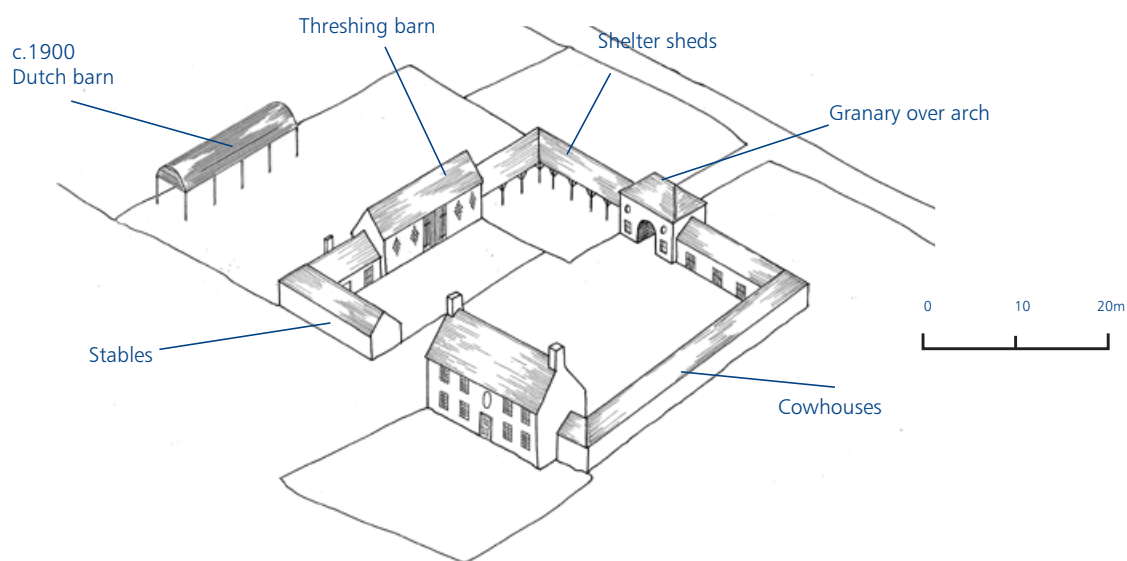 Threshing barn
Shelter sheds
c.1900
Dutch barn
Granary over arch
0 10 20m
Stables
Cowhouses